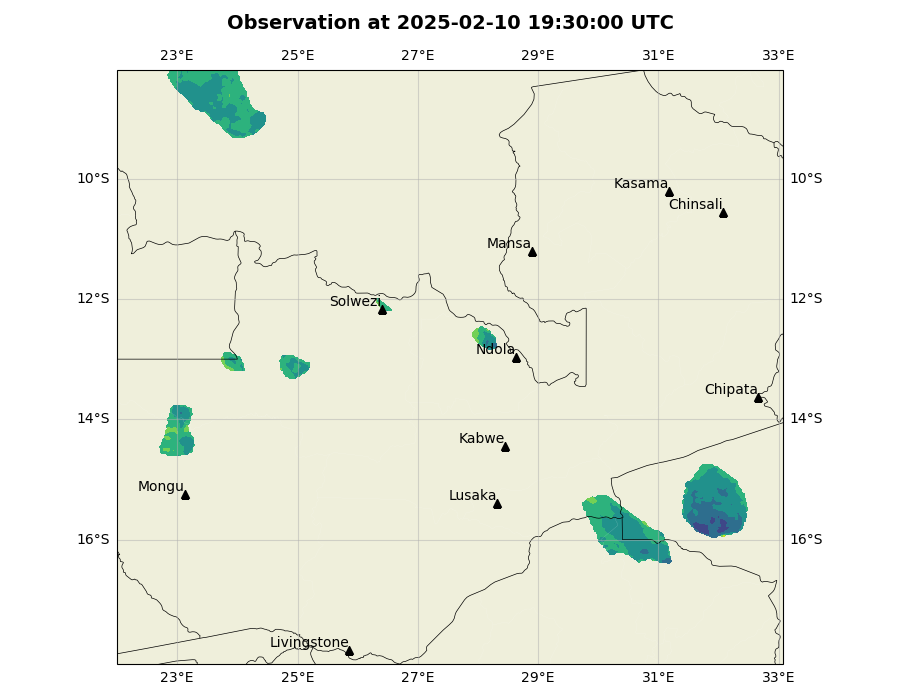 Observation at 2025-02-10 19:30:00 UTC
23°E 25°E 27°E 29°E 31°E 33°E
10°S 10°S
Kasama
Chinsali
Mansa
12°S 12°S
Solwezi
Ndola
Chipata
14°S 14°S
Kabwe
Mongu
Lusaka
16°S 16°S
Livingstone
23°E 25°E 27°E 29°E 31°E 33°E